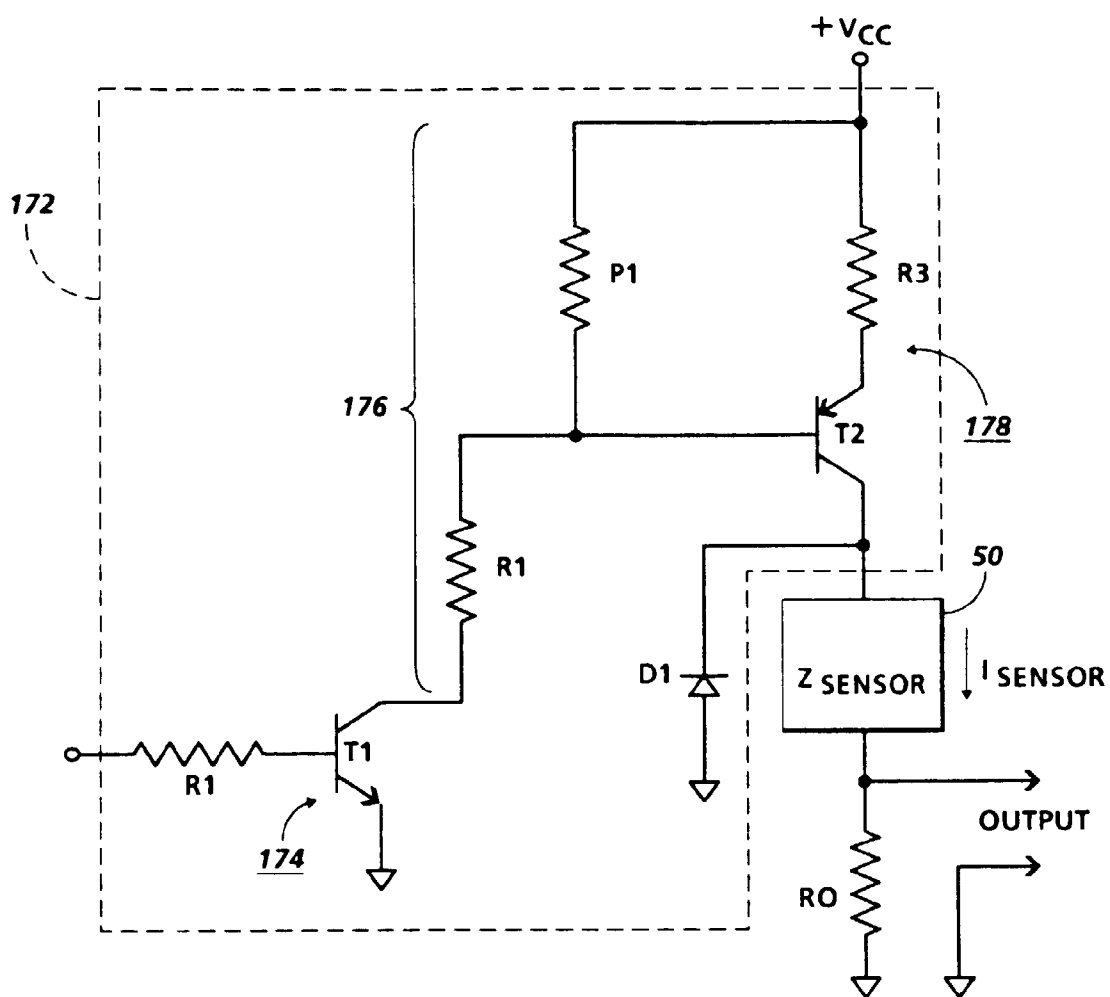 +VCC
172
P1
R3
176
T2
178
R1
50
D1
Z SENSOR
I SENSOR
T1
R1
OUTPUT
174
RO